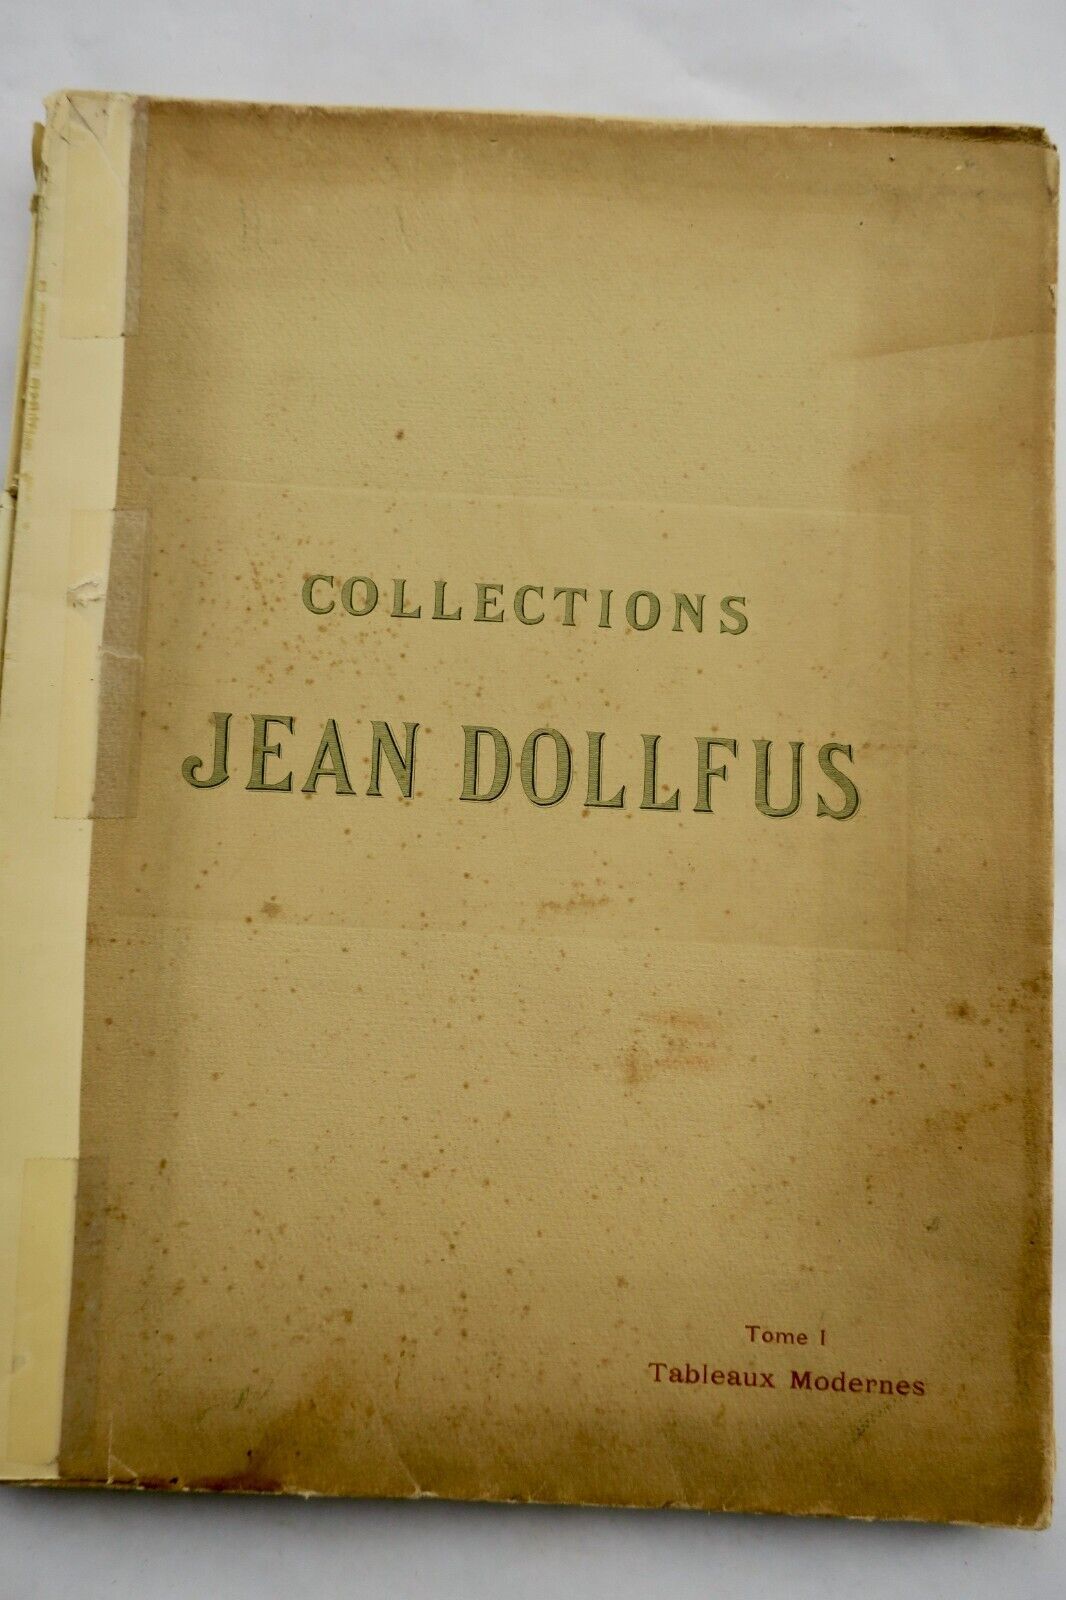 COLLECTIONS
JEAN DOLLFUS
Tome I
Tableaux Modernes